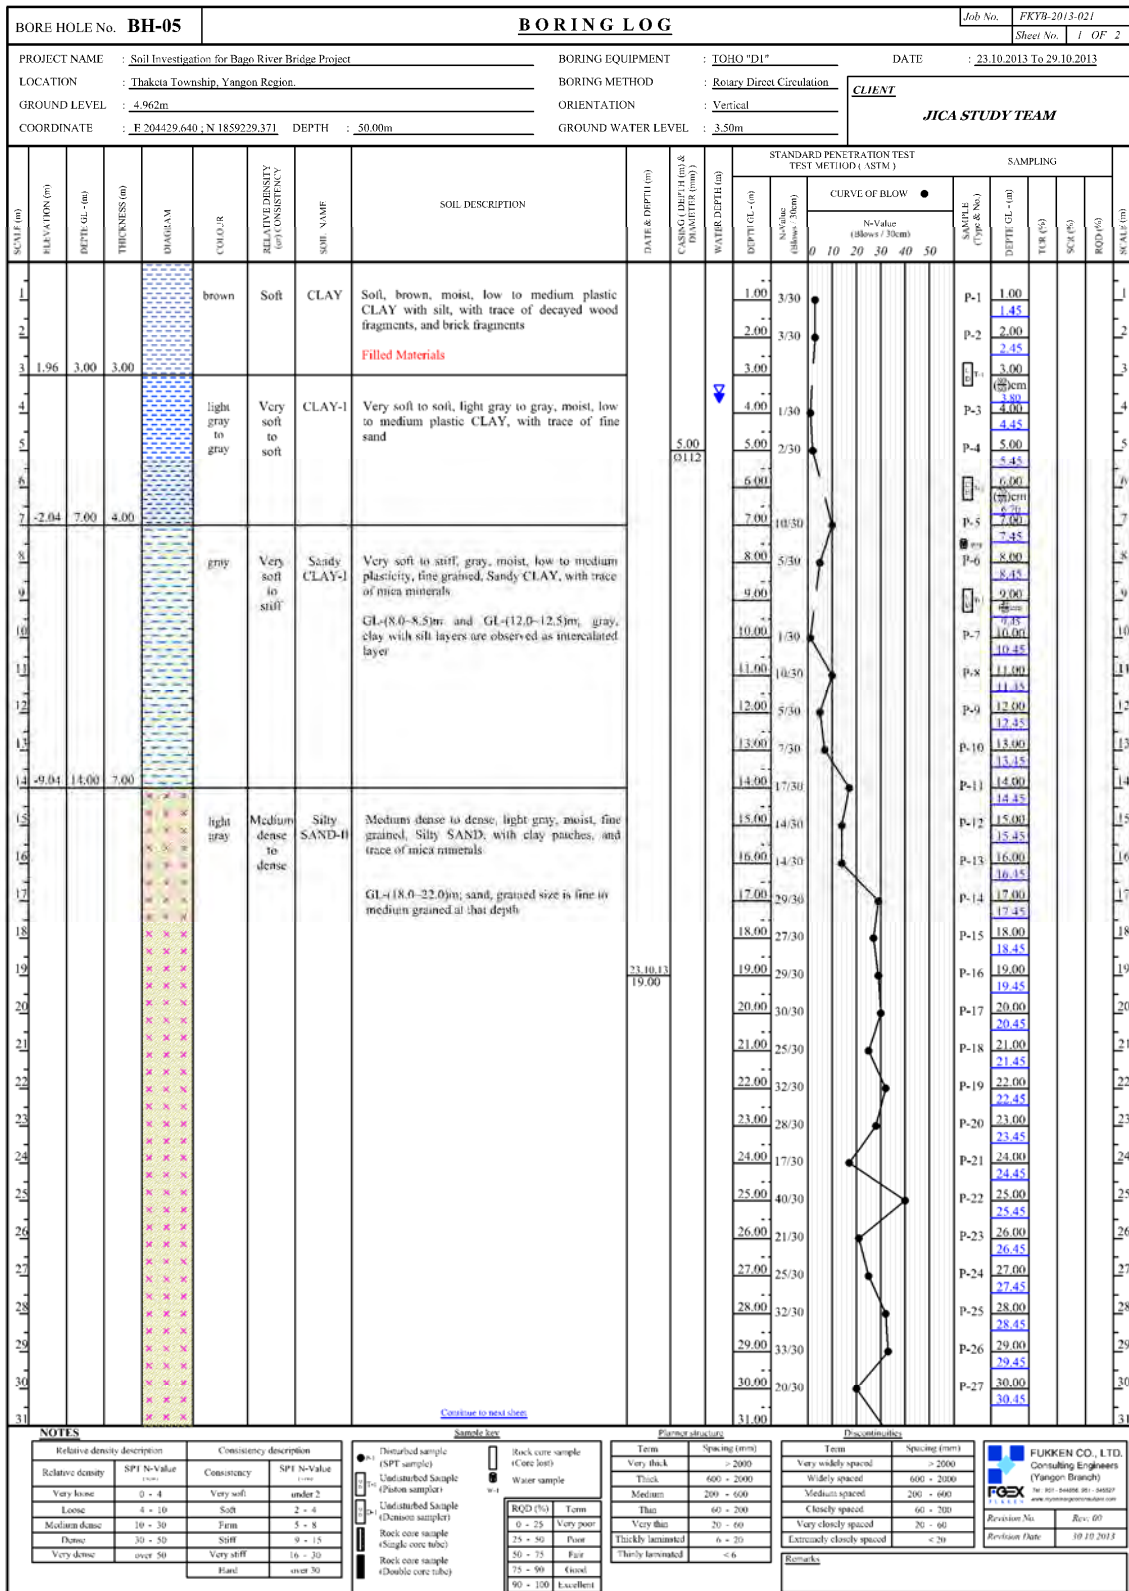 BORE HOLE No. BH-05
BORING LOG
Job No. FKYB-2013-021
Sheet No. 1 OF 2
PROJECT NAME : Soil Investigation for Bago River Bridge Project
LOCATION : Thaketa Township, Yangon Region.
GROUND LEVEL : 4.962m
COORDINATE : E 204429.640 ; N 1859229.371 DEPTH : 50.00m
BORING EQUIPMENT : TOHO "D1"
BORING METHOD : Rotary Direct Circulation
ORIENTATION : Vertical
GROUND WATER LEVEL : 3.50m
DATE : 23.10.2013 To 29.10.2013
CLIENT
JICA STUDY TEAM
SCALE (m)
ELEVATION (m)
DEPTE GL - (m)
THICKNESS (m)
DIAGRAM
COLOUR
RELATIVE DENSITY (or) CONSISTENCY
SOIL NAME
SOIL DESCRIPTION
DATE & DEPTH (m)
CASING ( DEPTH (m) & DIAMETER (mm) )
WATER DEPTH (m)
STANDARD PENETRATION TEST
TEST METHOD ( ASTM )
DEPTH GL - (m)
N-Value (Blows / 30cm)
CURVE OF BLOW
N-Value
(Blows / 30cm)
0 10 20 30 40 50
SAMPLING
SAMPLE (Type & No.)
DEPTE GL - (m)
TCR (%)
SCR (%)
RQD (%)
SCALE (m)
1.96 3.00 3.00
brown Soft CLAY
Soft, brown, moist, low to medium plastic
CLAY with silt, with trace of decayed wood
fragments, and brick fragments
Filled Materials
-2.04 7.00 4.00
light gray to gray
Very soft to soft
CLAY-I
Very soft to soft, light gray to gray, moist, low
to medium plastic CLAY, with trace of fine
sand
5.00
Ø112
-9.04 14.00 7.00
gray
Very soft to stiff
Sandy CLAY-I
Very soft to stiff, gray, moist, low to medium
plasticity, fine grained, Sandy CLAY, with trace
of mica minerals
GL-(8.0~8.5)m and GL-(12.0~12.5)m; gray,
clay with silt layers are observed as intercalated
layer
light gray
Medium dense to dense
Silty SAND-II
Medium dense to dense, light gray, moist, fine
grained, Silty SAND, with clay patches, and
trace of mica minerals
GL-(18.0~22.0)m; sand, grained size is fine to
medium grained at that depth
23.10.13
19.00
1.00 3/30 P-1 1.00 1.45
2.00 3/30 P-2 2.00 2.45
3.00 T-1 3.00 cm 3.80
4.00 1/30 P-3 4.00 4.45
5.00 2/30 P-4 5.00 5.45
6.00 6.00 cm 6.70
7.00 10/30 P-5 7.00 7.45
8.00 5/30 P-6 8.00 8.45
9.00 9.00 9.45
10.00 1/30 P-7 10.00 10.45
11.00 10/30 P-8 11.00 11.45
12.00 5/30 P-9 12.00 12.45
13.00 7/30 P-10 13.00 13.45
14.00 17/30 P-11 14.00 14.45
15.00 14/30 P-12 15.00 15.45
16.00 14/30 P-13 16.00 16.45
17.00 29/30 P-14 17.00 17.45
18.00 27/30 P-15 18.00 18.45
19.00 29/30 P-16 19.00 19.45
20.00 30/30 P-17 20.00 20.45
21.00 25/30 P-18 21.00 21.45
22.00 32/30 P-19 22.00 22.45
23.00 28/30 P-20 23.00 23.45
24.00 17/30 P-21 24.00 24.45
25.00 40/30 P-22 25.00 25.45
26.00 21/30 P-23 26.00 26.45
27.00 25/30 P-24 27.00 27.45
28.00 32/30 P-25 28.00 28.45
29.00 33/30 P-26 29.00 29.45
30.00 20/30 P-27 30.00 30.45
31.00
Continue to next sheet
NOTES
Relative density description Consistency description
Relative density SPT N-Value Consistency SPT N-Value
Very loose 0 - 4 Very soft under 2
Loose 4 - 10 Soft 2 - 4
Medium dense 10 - 30 Firm 5 - 8
Dense 30 - 50 Stiff 9 - 15
Very dense over 50 Very stiff 16 - 30
Hard over 30
Sample key
Disturbed sample
(SPT sample)
Undisturbed Sample
(Piston sampler)
Undisturbed Sample
(Denison sampler)
Rock core sample
(Single core tube)
Rock core sample
(Double core tube)
Rock core sample
(Core lost)
Water sample
RQD (%) Term
0 - 25 Very poor
25 - 50 Poor
50 - 75 Fair
75 - 90 Good
90 - 100 Excellent
Planner structure
Term Spacing (mm)
Very thick > 2000
Thick 600 - 2000
Medium 200 - 600
Thin 60 - 200
Very thin 20 - 60
Thickly laminated 6 - 20
Thinly laminated < 6
Discontinuities
Term Spacing (mm)
Very widely spaced > 2000
Widely spaced 600 - 2000
Medium spaced 200 - 600
Closely spaced 60 - 200
Very closely spaced 20 - 60
Extremely closely spaced < 20
Remarks
FUKKEN CO., LTD.
Consulting Engineers
(Yangon Branch)
FGEX
FUKKEN
Revision No. Rev: 00
Revision Date 30.10.2013